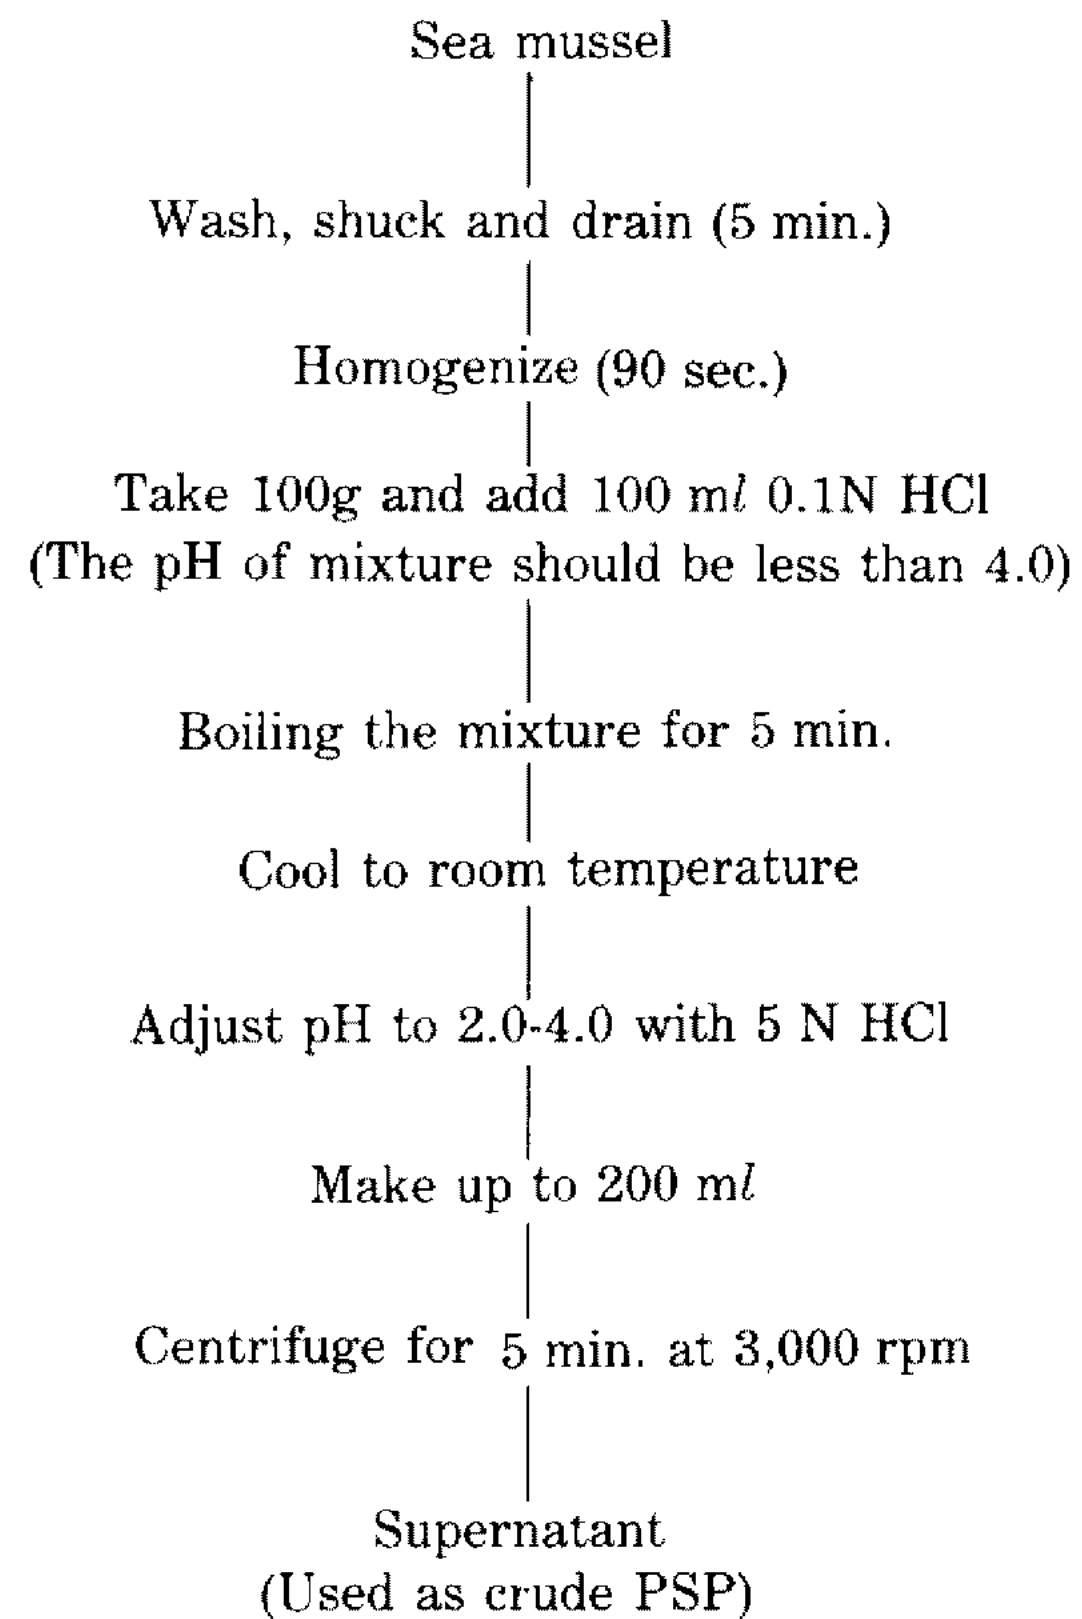 Sea mussel
Wash, shuck and drain (5 min.)
Homogenize (90 sec.)
Take 100g and add 100 ml 0.1N HCl
(The pH of mixture should be less than 4.0)
Boiling the mixture for 5 min.
Cool to room temperature
Adjust pH to 2.0-4.0 with 5 N HCl
Make up to 200 ml
Centrifuge for 5 min. at 3,000 rpm
Supernatant
(Used as crude PSP)